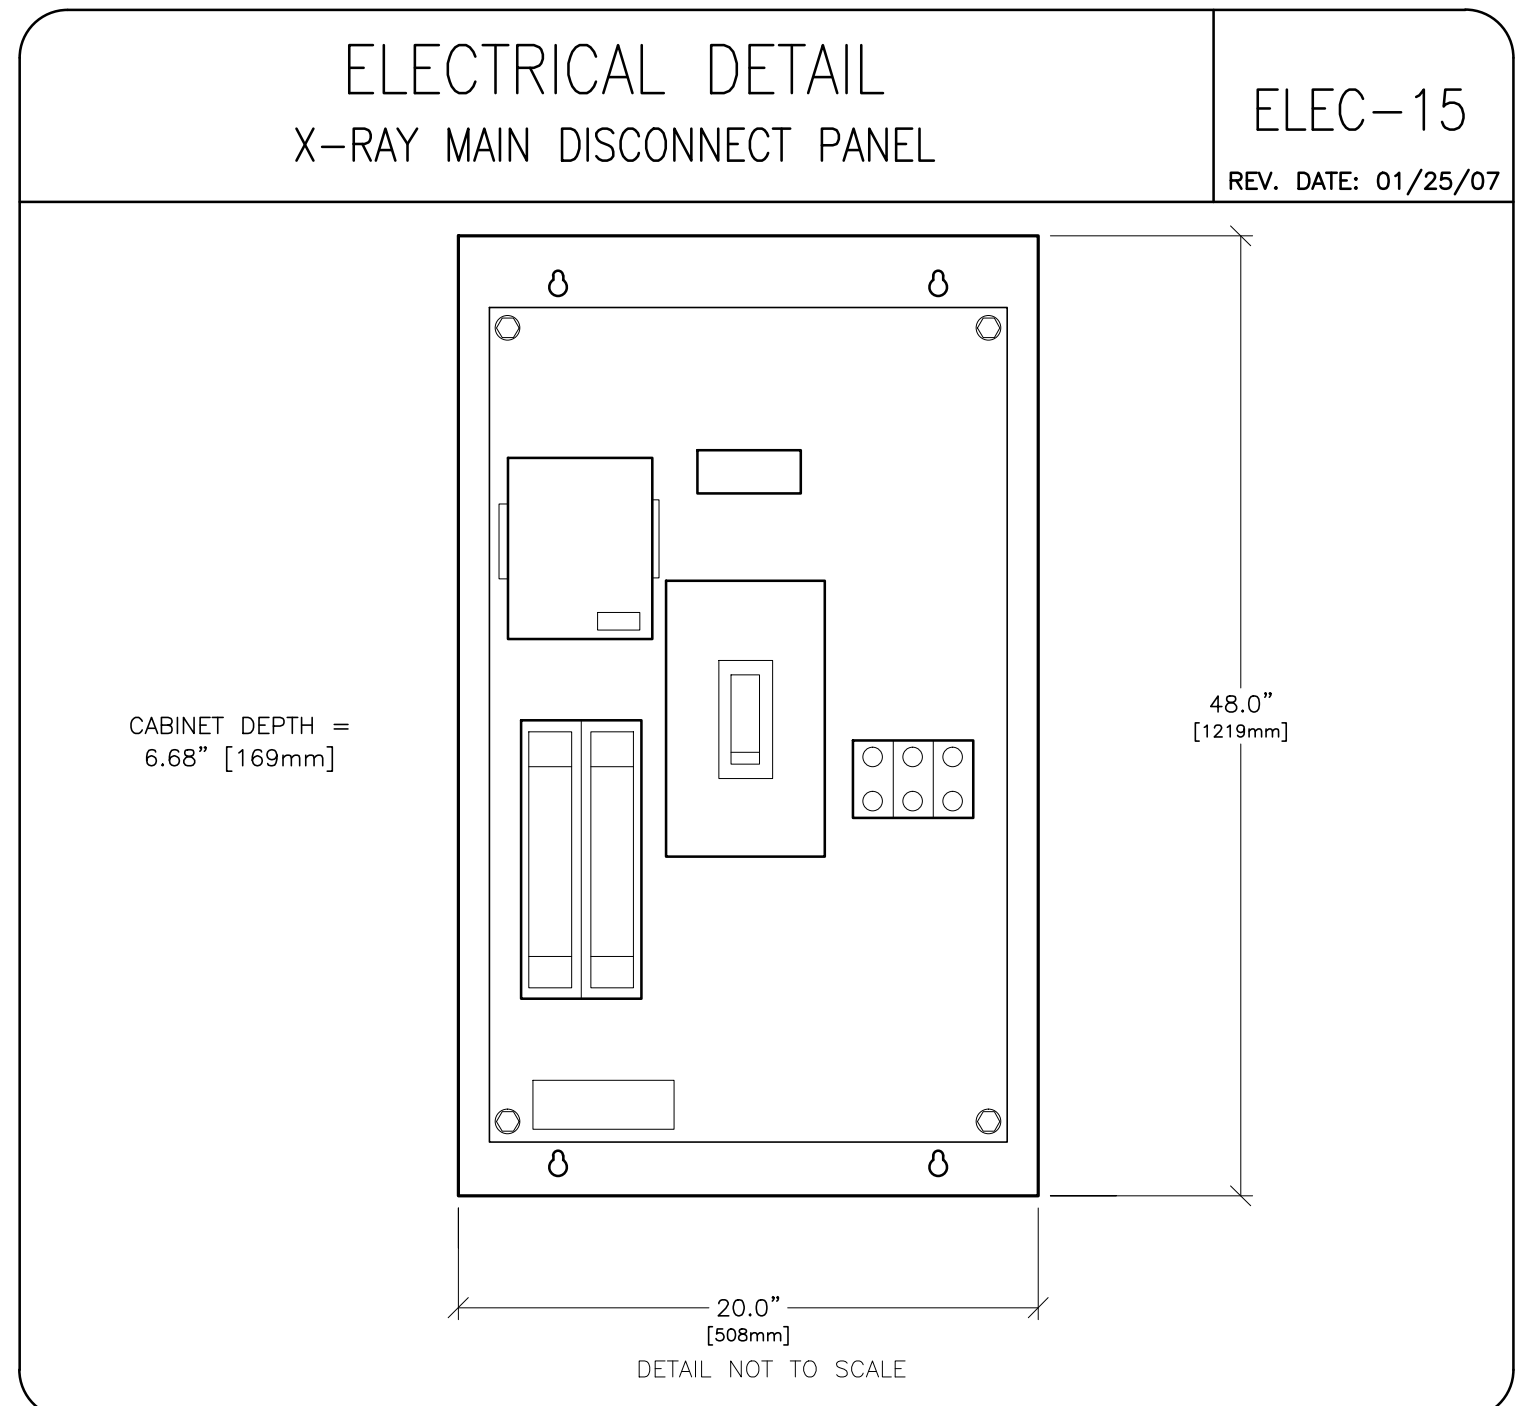 ELECTRICAL DETAIL
X-RAY MAIN DISCONNECT PANEL
ELEC-15
REV. DATE: 01/25/07
CABINET DEPTH =
6.68" [169mm]
48.0"
[1219mm]
20.0"
[508mm]
DETAIL NOT TO SCALE